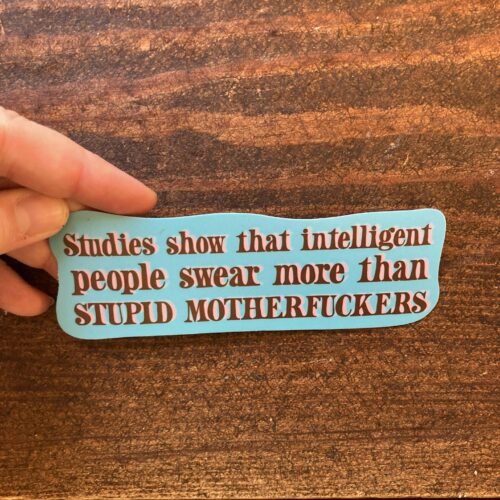 Studies show that intelligent
people swear more than
STUPID MOTHERFUCKERS